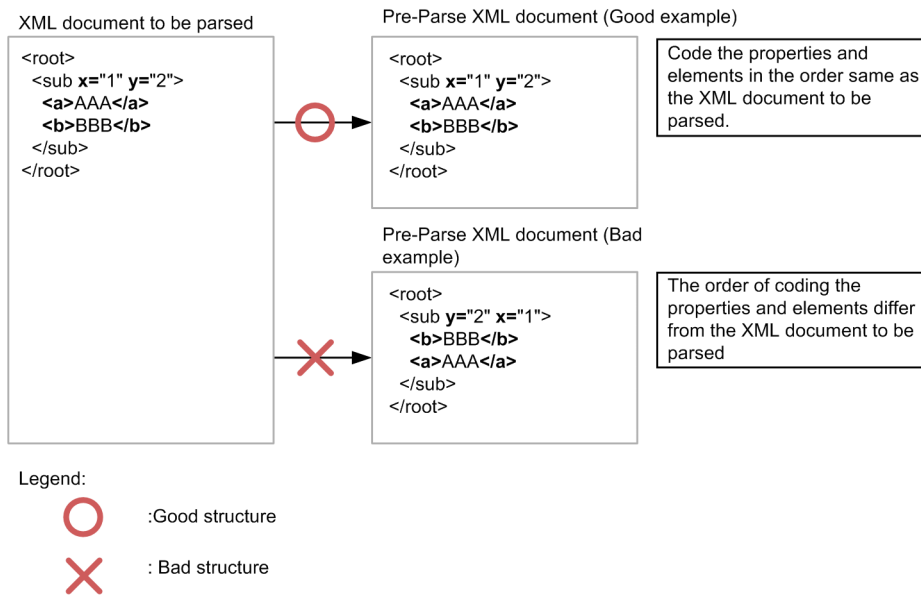 XML document to be parsed
<root>
<sub x="1" y="2">
<a>AAA</a>
<b>BBB</b>
</sub>
</root>
Pre-Parse XML document (Good example)
<root>
<sub x="1" y="2">
<a>AAA</a>
<b>BBB</b>
</sub>
</root>
Code the properties and
elements in the order same as
the XML document to be
parsed.
Pre-Parse XML document (Bad
example)
<root>
<sub y="2" x="1">
<b>BBB</b>
<a>AAA</a>
</sub>
</root>
The order of coding the
properties and elements differ
from the XML document to be
parsed
Legend:
:Good structure
: Bad structure